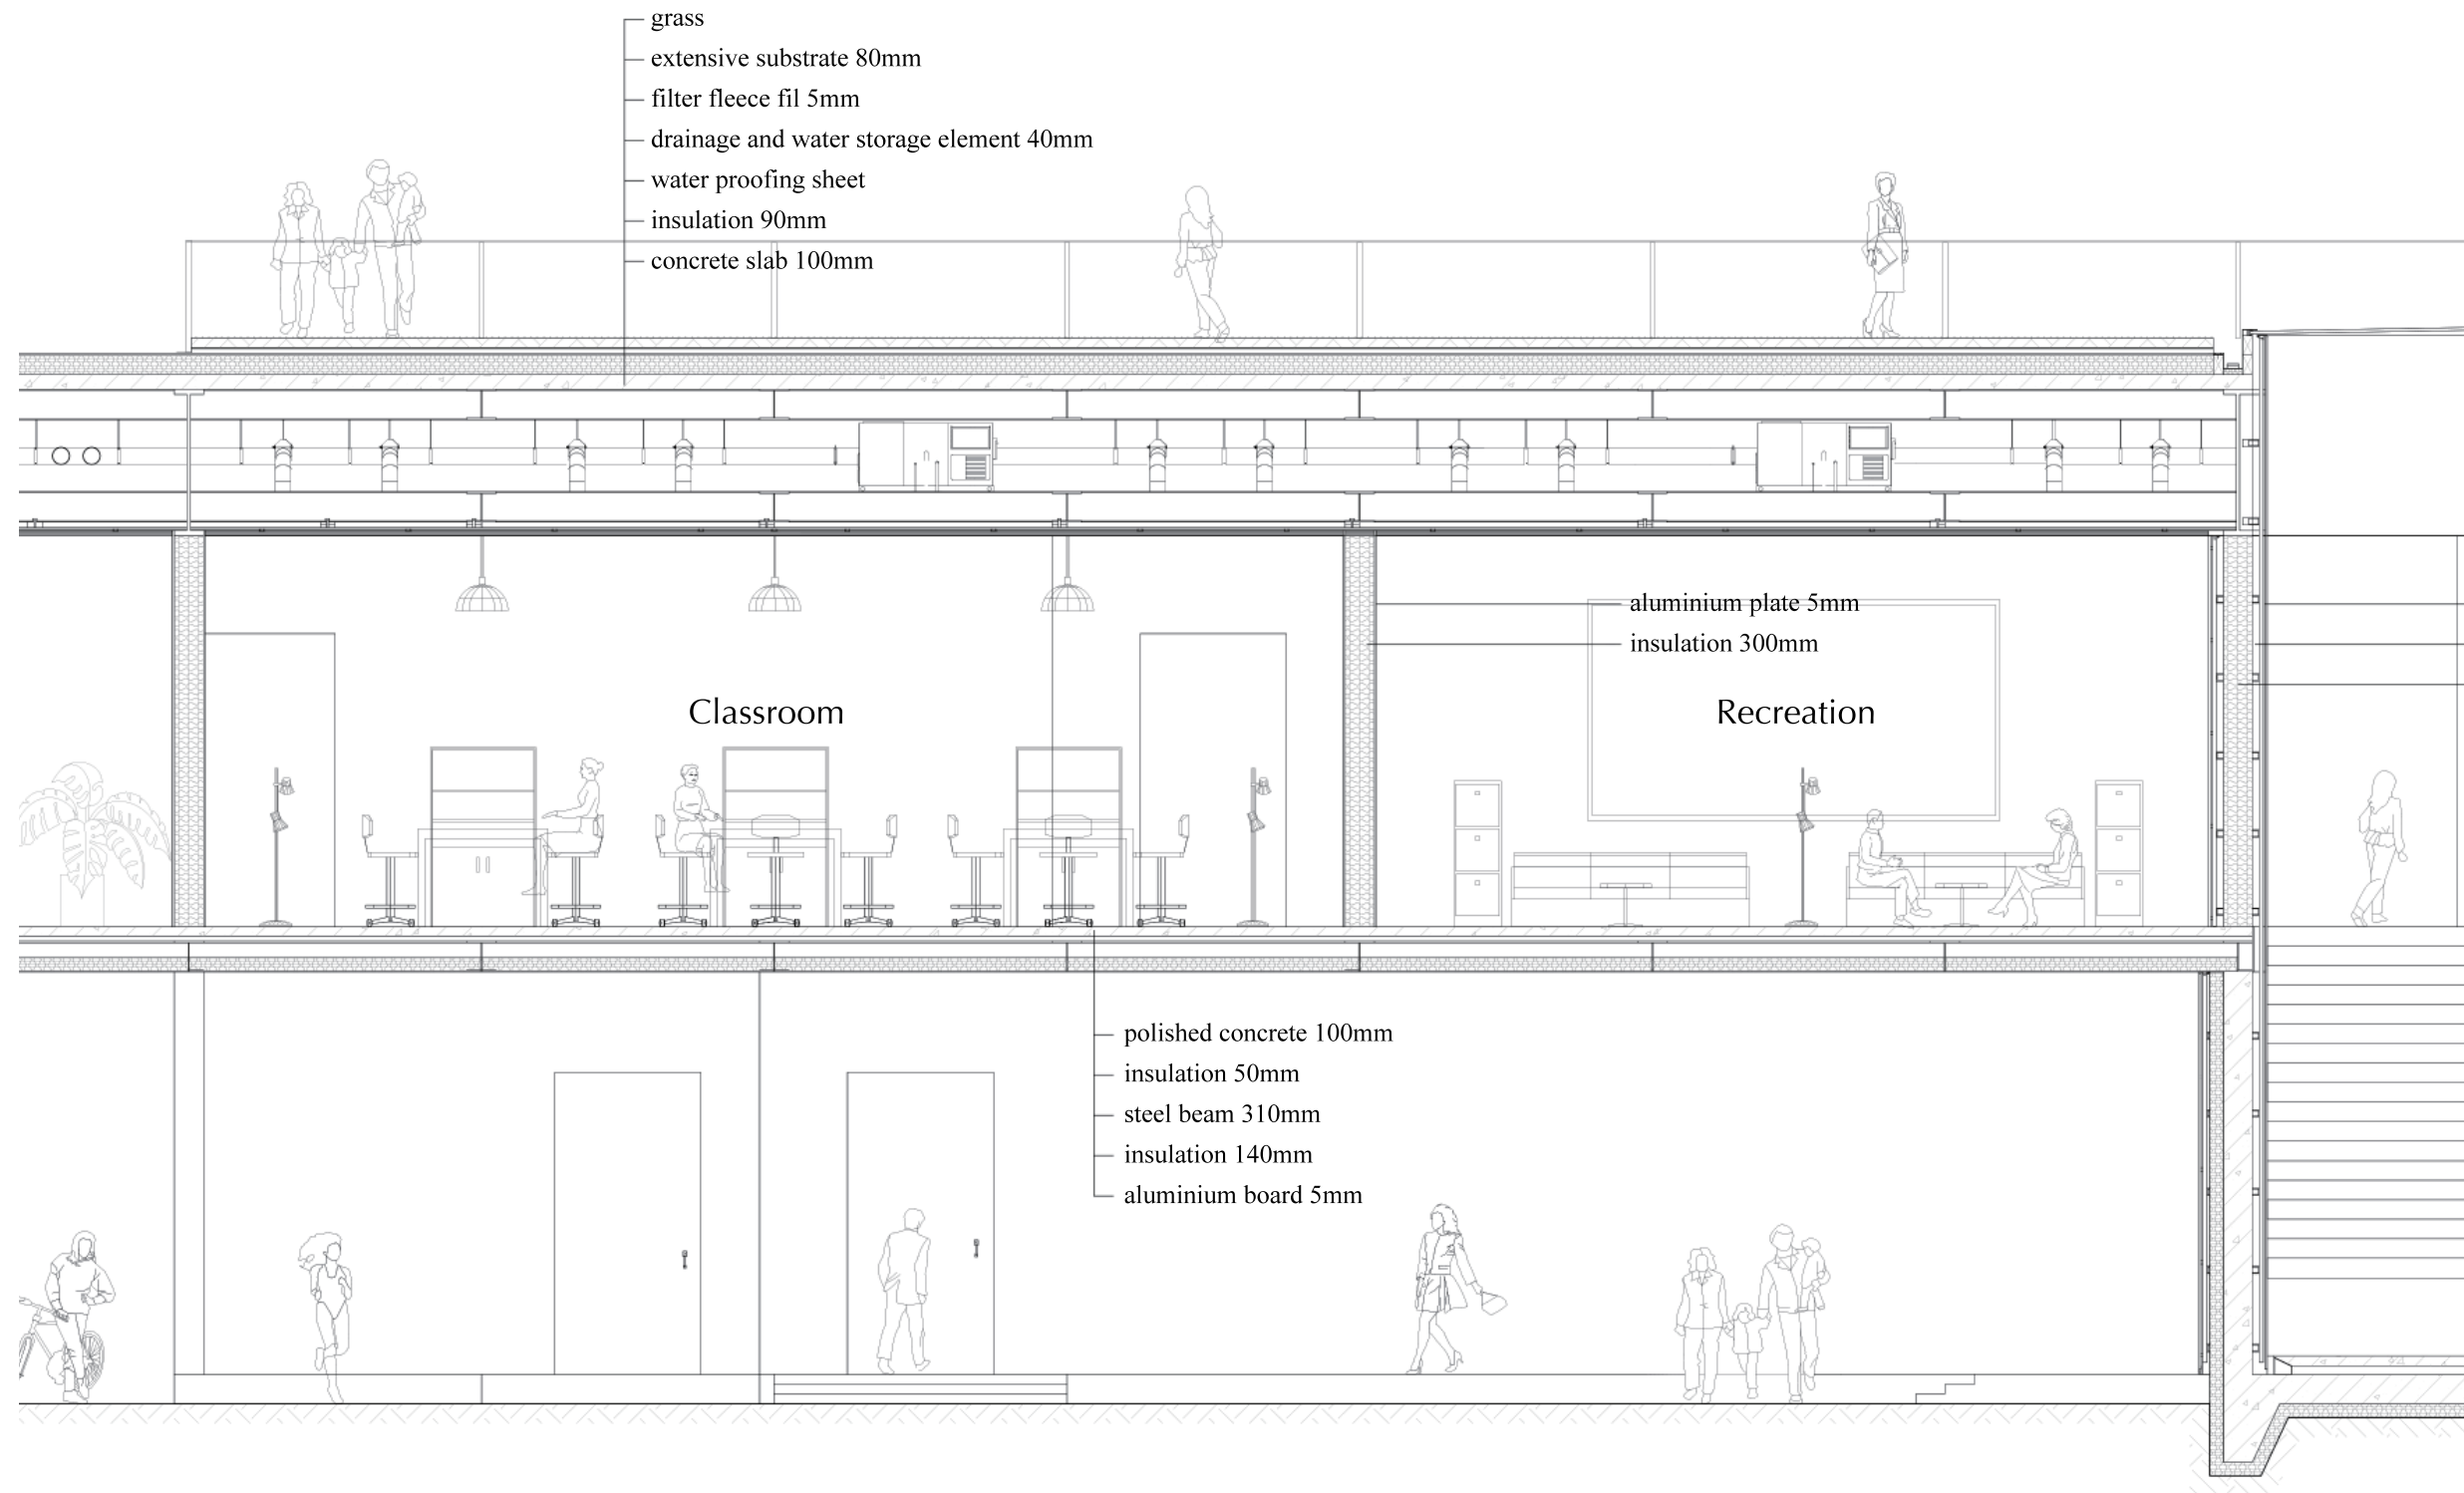 grass
extensive substrate 80mm
filter fleece fil 5mm
drainage and water storage element 40mm
water proofing sheet
insulation 90mm
concrete slab 100mm
aluminium plate 5mm
insulation 300mm
Classroom
Recreation
polished concrete 100mm
insulation 50mm
steel beam 310mm
insulation 140mm
aluminium board 5mm